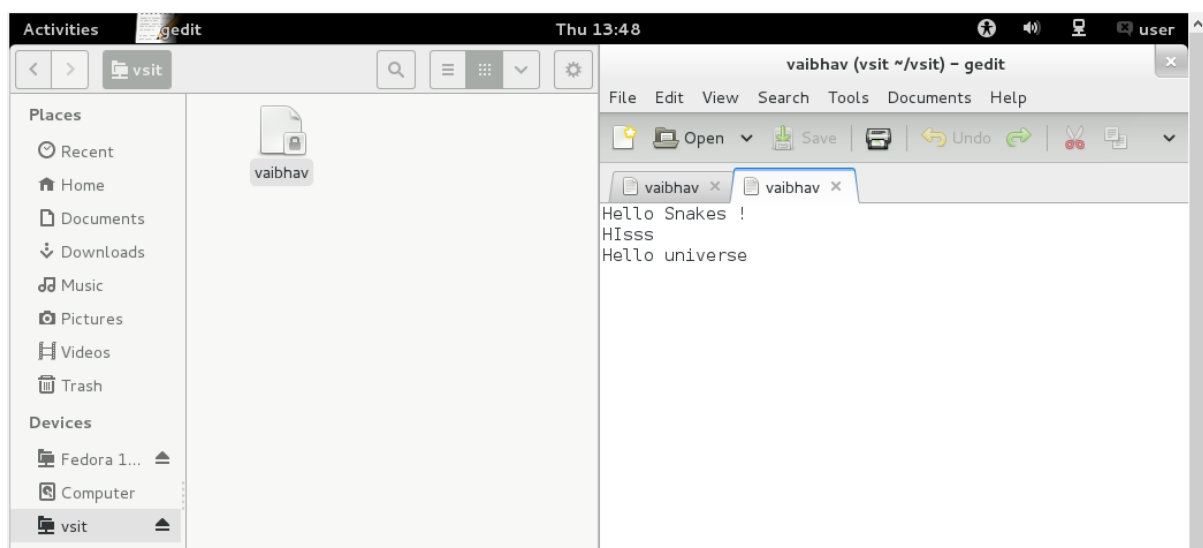 Activities gedit Thu 13:48 user
vsit
Places
Recent
Home
Documents
Downloads
Music
Pictures
Videos
Trash
Devices
Fedora 1...
Computer
vsit
vaibhav
vaibhav (vsit ~/vsit) – gedit
File Edit View Search Tools Documents Help
Open Save Undo
vaibhav vaibhav
Hello Snakes !
HIsss
Hello universe